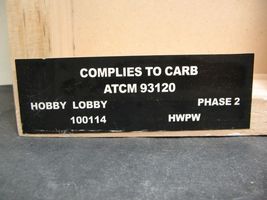 COMPLIES TO CARB
ATCM 93120
HOBBY LOBBY PHASE 2
100114 HWPW